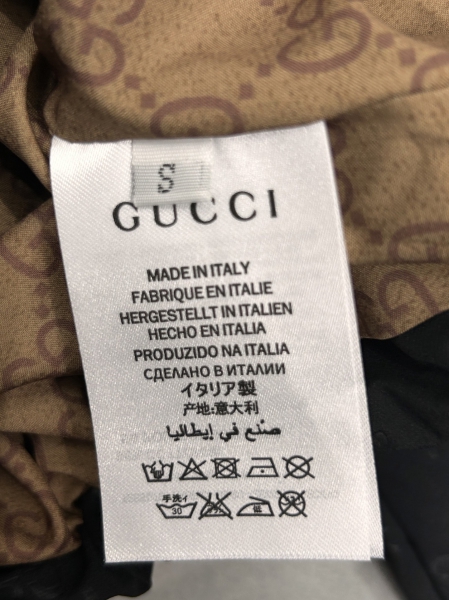 S
GUCCI
MADE IN ITALY
FABRIQUE EN ITALIE
HERGESTELLT IN ITALIEN
HECHO EN ITALIA
PRODUZIDO NA ITALIA
СДЕЛАНО В ИТАЛИИ
イタリア製
产地:意大利
صنع في إيطاليا
手洗イ
30
低